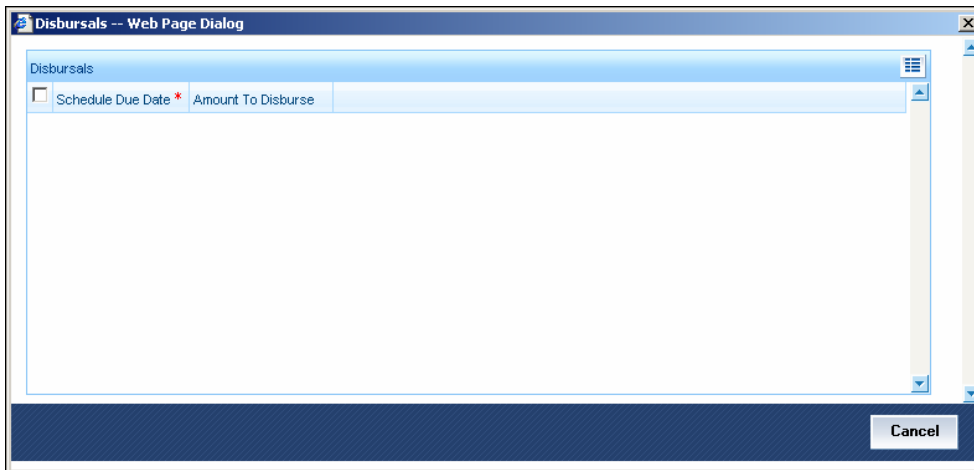 Disbursals -- Web Page Dialog
Disbursals
Schedule Due Date * Amount To Disburse
Cancel